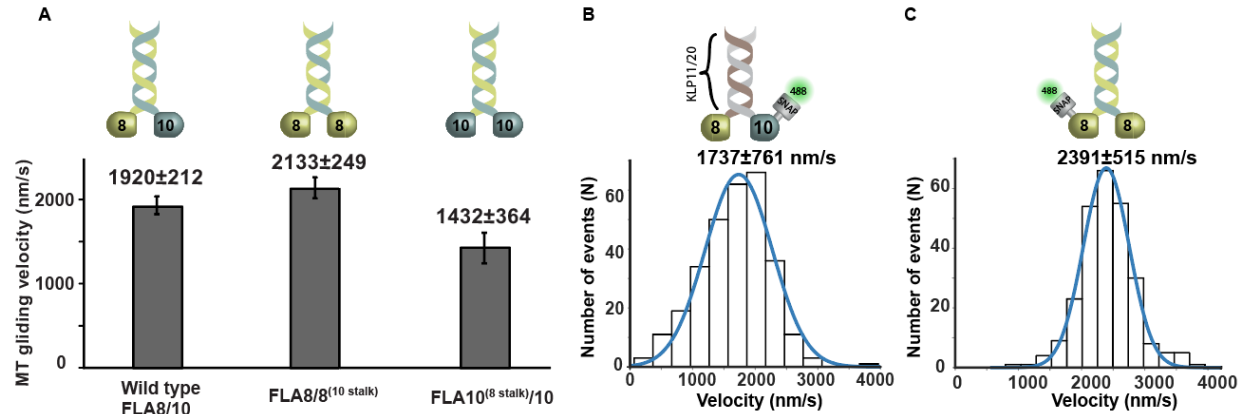 A
B
C
8
10
8
8
10
10
KLP11/20
8
10
SNAP
488
488
SNAP
8
8
MT gliding velocity (nm/s)
2000
1000
0
1920±212
2133±249
1432±364
Wild type
FLA8/10
FLA8/8(10 stalk)
FLA10(8 stalk)/10
1737±761 nm/s
Number of events (N)
60
40
20
0
0 1000 2000 3000 4000
Velocity (nm/s)
2391±515 nm/s
Number of events (N)
60
40
20
0
0 1000 2000 3000 4000
Velocity (nm/s)